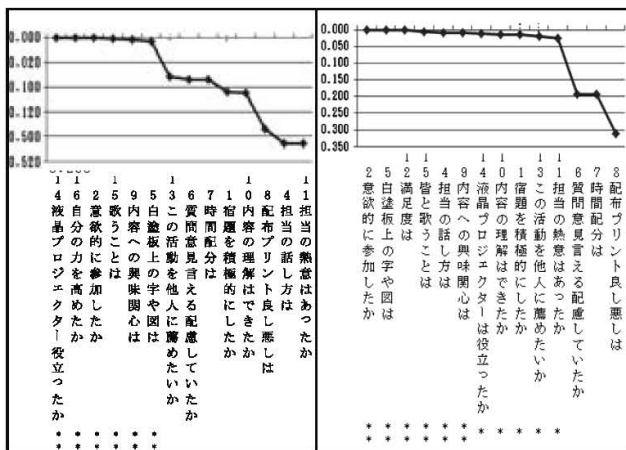 0.000
0.100
0.120
0.500
0.520
14液晶プロジェクター役立ったか **
16自分の力を高めたか **
2意欲的に参加したか **
15歌うことは **
9内容への興味関心は **
5白塗板上の字や図は **
13この活動を他人に薦めたいか
6質問意見言える配慮していたか
7時間配分は
1宿題を積極的にしたか
10内容の理解はできたか
8配布プリント良し悪しは
4担当の話し方は
11担当の熱意はあったか
0.000
0.050
0.100
0.150
0.200
0.250
0.300
0.350
2意欲的に参加したか **
5白塗板上の字や図は **
12満足度は **
15皆と歌うことは **
4担当の話し方は **
9内容への興味関心は **
14液晶プロジェクターは役立ったか *
10内容の理解はできたか *
1宿題を積極的にしたか *
13この活動を他人に薦めたいか *
11担当の熱意はあったか *
6質問意見言える配慮していたか
7時間配分は
8配布プリント良し悪しは